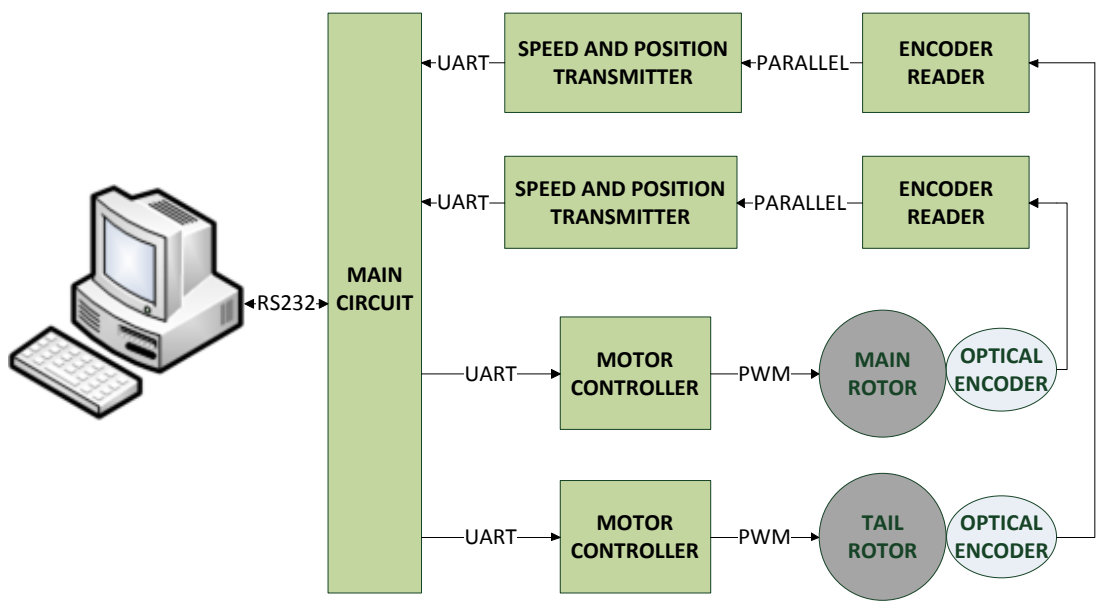 UART
SPEED AND POSITION
TRANSMITTER
PARALLEL
ENCODER
READER
UART
SPEED AND POSITION
TRANSMITTER
PARALLEL
ENCODER
READER
RS232
MAIN
CIRCUIT
UART
MOTOR
CONTROLLER
PWM
MAIN
ROTOR
OPTICAL
ENCODER
UART
MOTOR
CONTROLLER
PWM
TAIL
ROTOR
OPTICAL
ENCODER